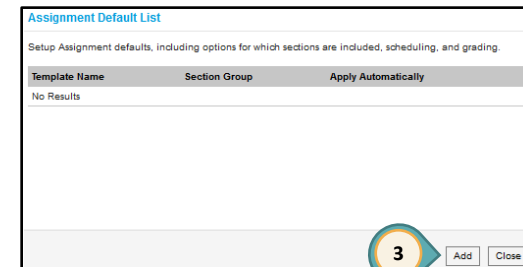 Assignment Default List
Setup Assignment defaults, including options for which sections are included, scheduling, and grading.
Template Name Section Group Apply Automatically
No Results
3 Add Close